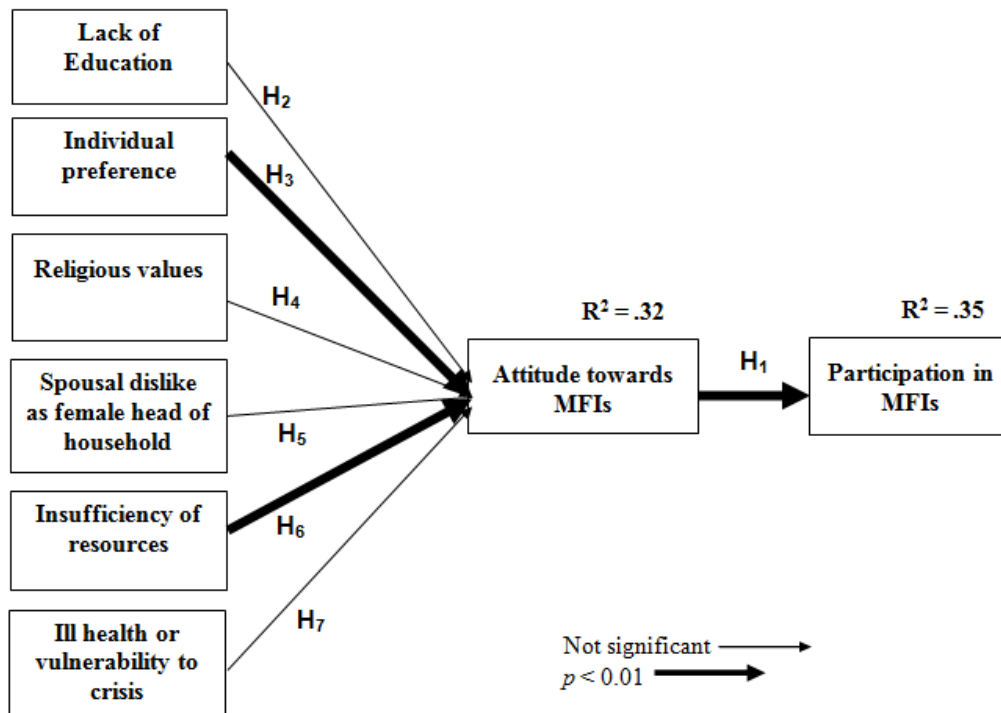 Lack of
Education
H₂
Individual
preference
H₃
Religious values
H₄
R² = .32
R² = .35
Spousal dislike
as female head of
household
H₅
Attitude towards
MFIs
H₁
Participation in
MFIs
Insufficiency of
resources
H₆
Ill health or
vulnerability to
crisis
H₇
Not significant
p < 0.01